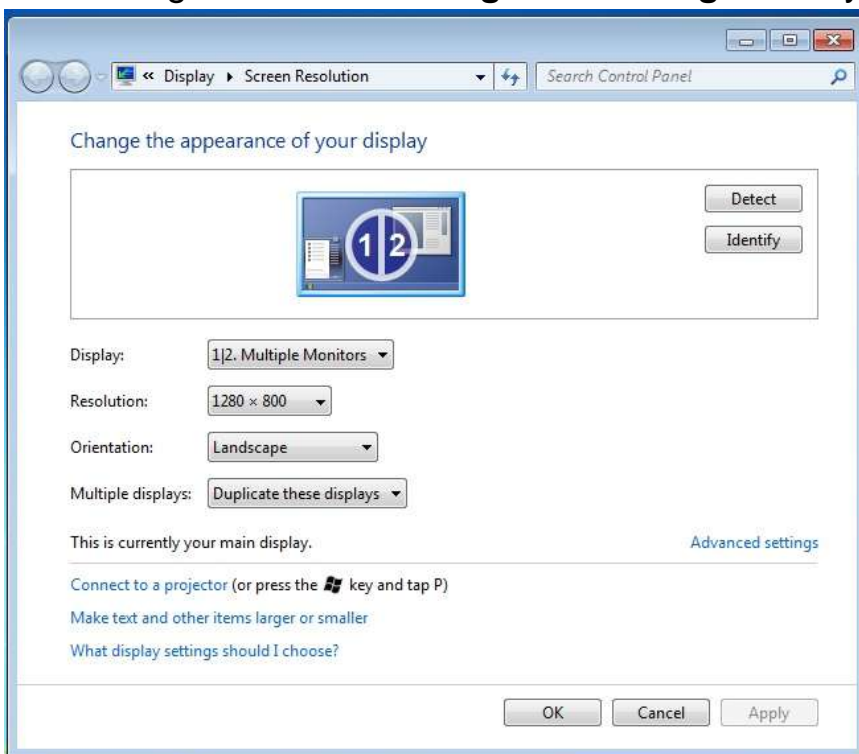 « Display ▸ Screen Resolution Search Control Panel
Change the appearance of your display
1 2
Detect
Identify
Display: 1|2. Multiple Monitors
Resolution: 1280 × 800
Orientation: Landscape
Multiple displays: Duplicate these displays
This is currently your main display. Advanced settings
Connect to a projector (or press the key and tap P)
Make text and other items larger or smaller
What display settings should I choose?
OK Cancel Apply